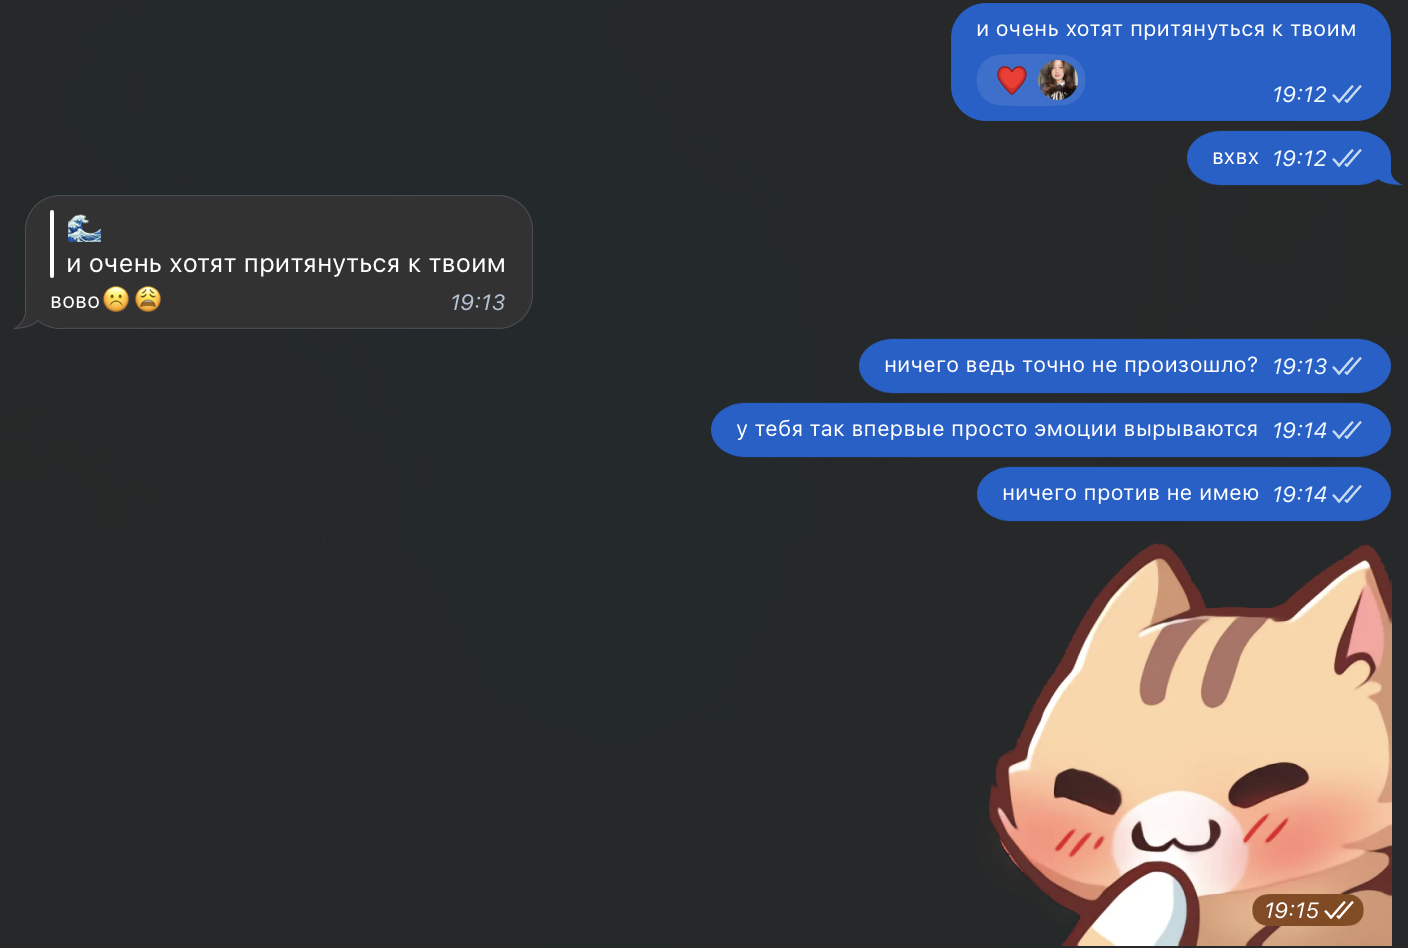 и очень хотят притянуться к твоим
19:12
вхвх 19:12
и очень хотят притянуться к твоим
вово☹️😩 19:13
ничего ведь точно не произошло? 19:13
у тебя так впервые просто эмоции вырываются 19:14
ничего против не имею 19:14
19:15